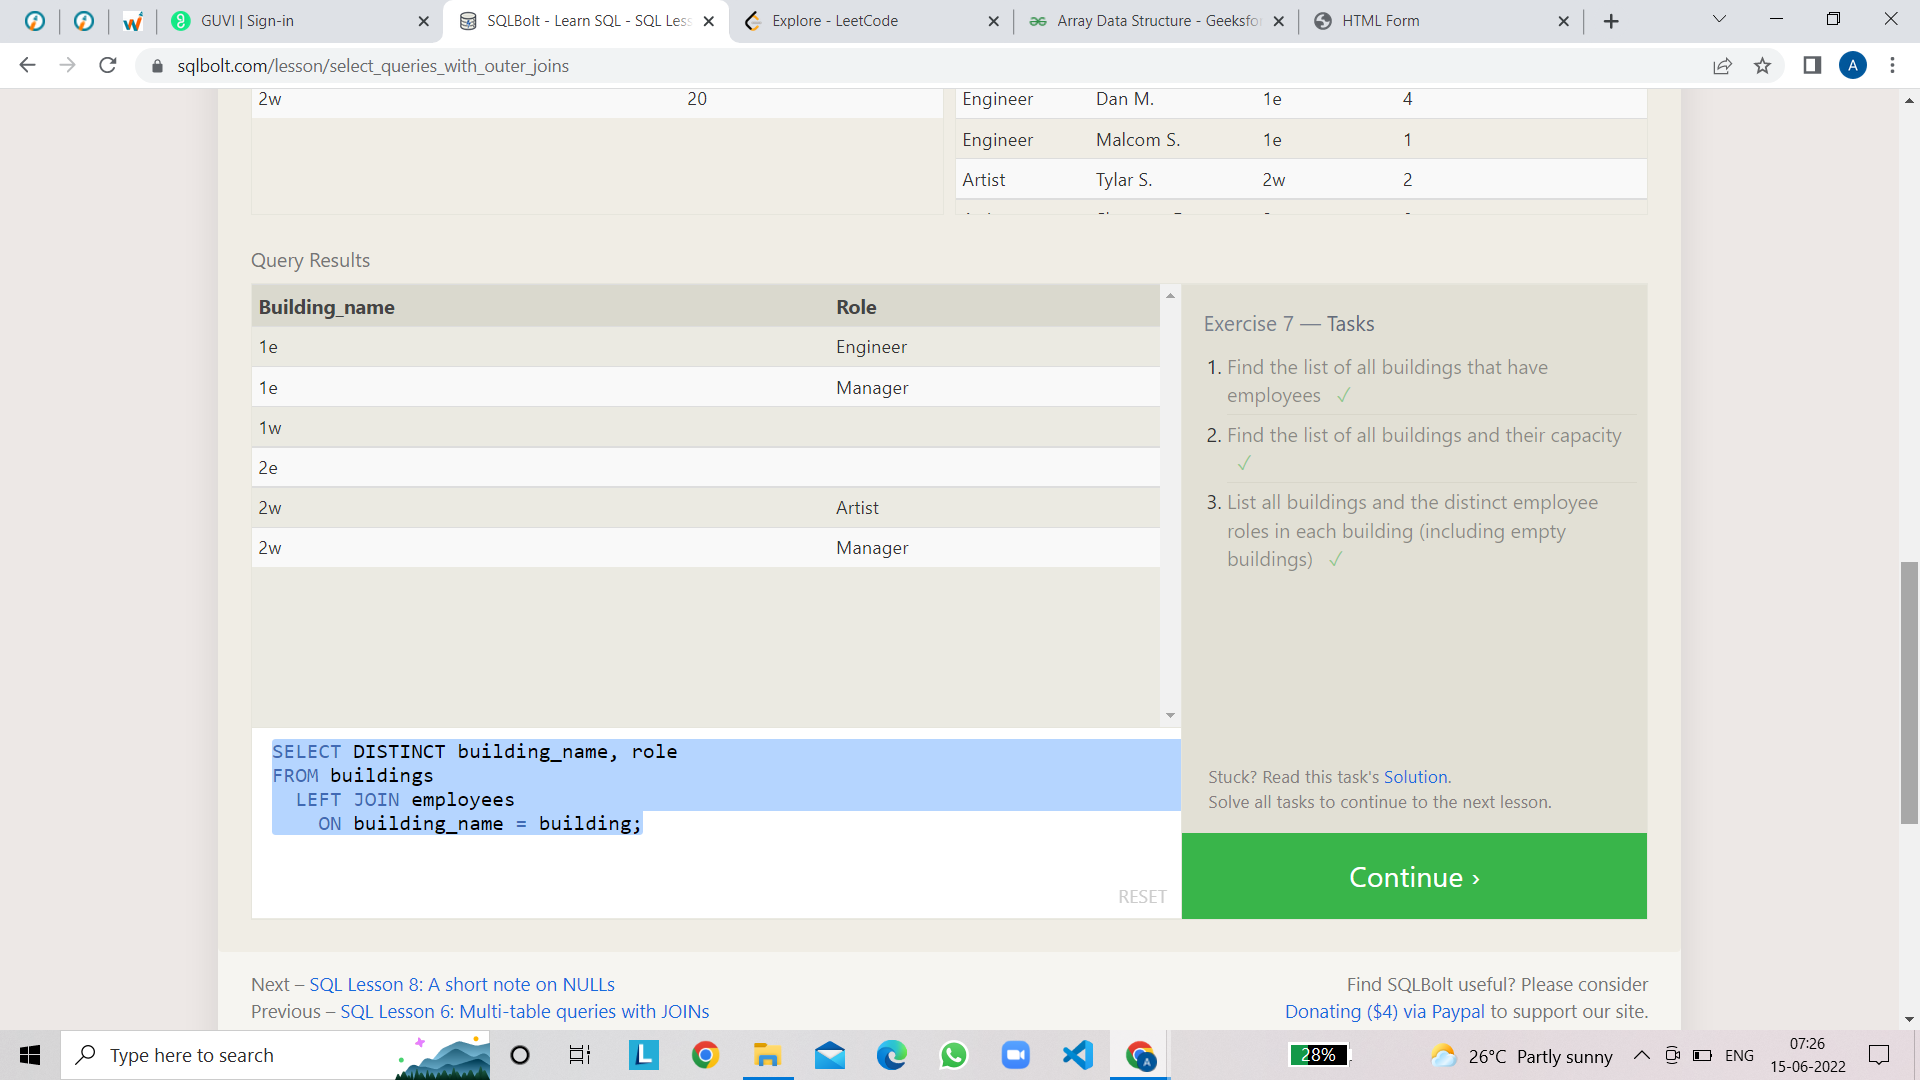 GUVI | Sign-in
SQLBolt - Learn SQL - SQL Less
Explore - LeetCode
Array Data Structure - Geeksfor
HTML Form
sqlbolt.com/lesson/select_queries_with_outer_joins
A
2w 20
Engineer Dan M. 1e 4
Engineer Malcom S. 1e 1
Artist Tylar S. 2w 2
Query Results
Building_name Role
1e Engineer
1e Manager
1w
2e
2w Artist
2w Manager
Exercise 7 — Tasks
1. Find the list of all buildings that have
employees ✓
2. Find the list of all buildings and their capacity
✓
3. List all buildings and the distinct employee
roles in each building (including empty
buildings) ✓
SELECT DISTINCT building_name, role
FROM buildings
LEFT JOIN employees
ON building_name = building;
RESET
Stuck? Read this task's Solution.
Solve all tasks to continue to the next lesson.
Continue ›
Next – SQL Lesson 8: A short note on NULLs
Previous – SQL Lesson 6: Multi-table queries with JOINs
Find SQLBolt useful? Please consider
Donating ($4) via Paypal to support our site.
Type here to search
L
A
28%
26°C Partly sunny
ENG
07:26
15-06-2022